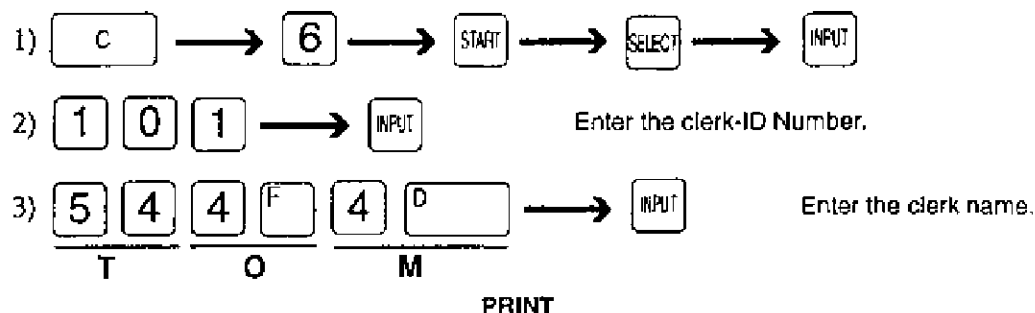 1) C 6 START SELECT INPUT
2) 1 0 1 INPUT Enter the clerk-ID Number.
3) 5 4 4 F 4 D INPUT Enter the clerk name.
T O M
PRINT